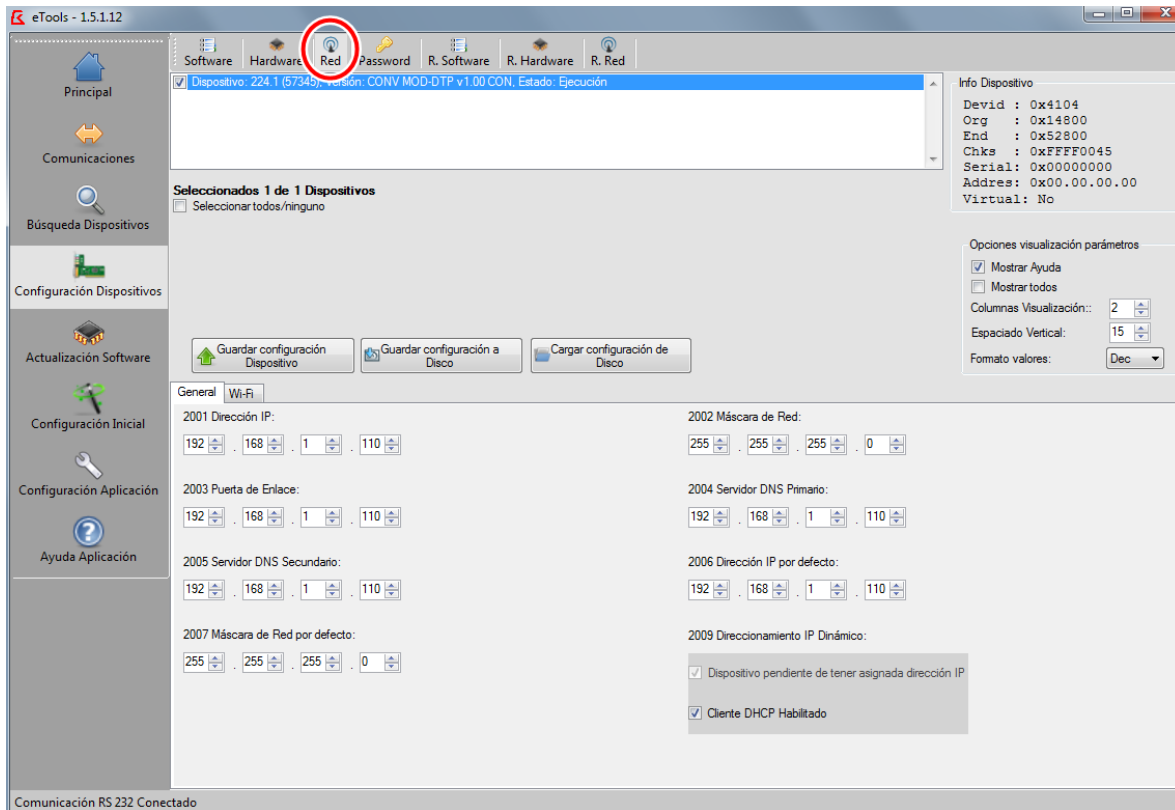 eTools - 1.5.1.12
Principal
Comunicaciones
Búsqueda Dispositivos
Configuración Dispositivos
Actualización Software
Configuración Inicial
Configuración Aplicación
Ayuda Aplicación
Software Hardware Red Password R. Software R. Hardware R. Red
Dispositivo: 224.1 (57345), Versión: CONV MOD-DTP v1.00 CON, Estado: Ejecución
Seleccionados 1 de 1 Dispositivos
Seleccionar todos/ninguno
Info Dispositivo
Devid : 0x4104
Org : 0x14800
End : 0x52800
Chks : 0xFFFF0045
Serial: 0x00000000
Addres: 0x00.00.00.00
Virtual: No
Opciones visualización parámetros
Mostrar Ayuda
Mostrar todos
Columnas Visualización:: 2
Espaciado Vertical: 15
Formato valores: Dec
Guardar configuración
Dispositivo
Guardar configuración a
Disco
Cargar configuración de
Disco
General Wi-Fi
2001 Dirección IP:
192 . 168 . 1 . 110
2002 Máscara de Red:
255 . 255 . 255 . 0
2003 Puerta de Enlace:
192 . 168 . 1 . 110
2004 Servidor DNS Primario:
192 . 168 . 1 . 110
2005 Servidor DNS Secundario:
192 . 168 . 1 . 110
2006 Dirección IP por defecto:
192 . 168 . 1 . 110
2007 Máscara de Red por defecto:
255 . 255 . 255 . 0
2009 Direccionamiento IP Dinámico:
Dispositivo pendiente de tener asignada dirección IP
Cliente DHCP Habilitado
Comunicación RS 232 Conectado